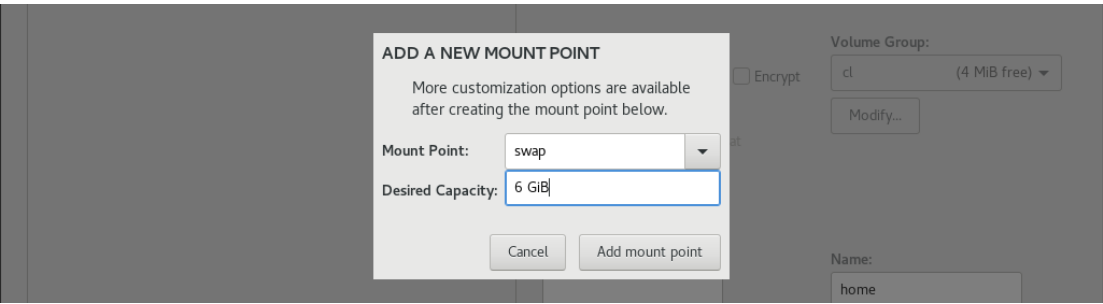 ADD A NEW MOUNT POINT
More customization options are available
after creating the mount point below.
Mount Point: swap
Desired Capacity: 6 GiB
Cancel Add mount point
Volume Group:
Encrypt cl (4 MiB free)
Modify...
at
Name:
home